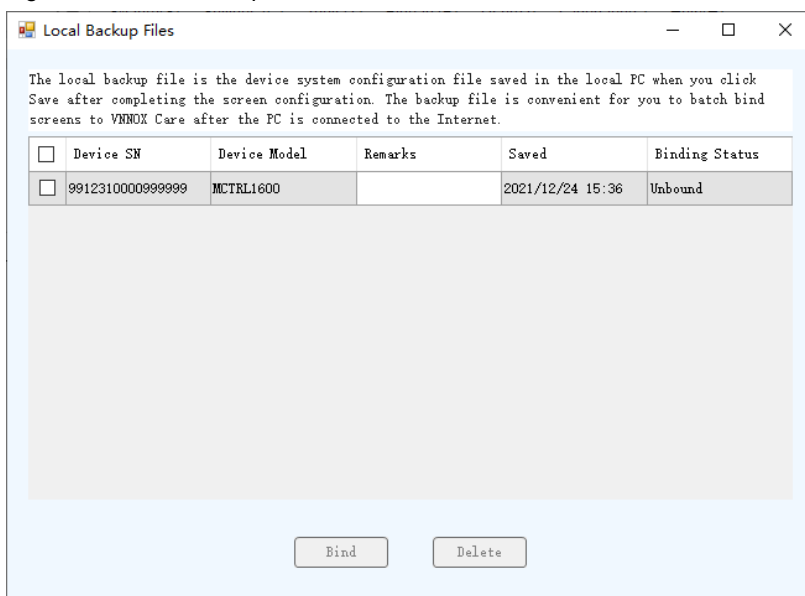 Local Backup Files
The local backup file is the device system configuration file saved in the local PC when you click
Save after completing the screen configuration. The backup file is convenient for you to batch bind
screens to VNNOX Care after the PC is connected to the Internet.
Device SN Device Model Remarks Saved Binding Status
9912310000999999 MCTRL1600 2021/12/24 15:36 Unbound
Bind Delete